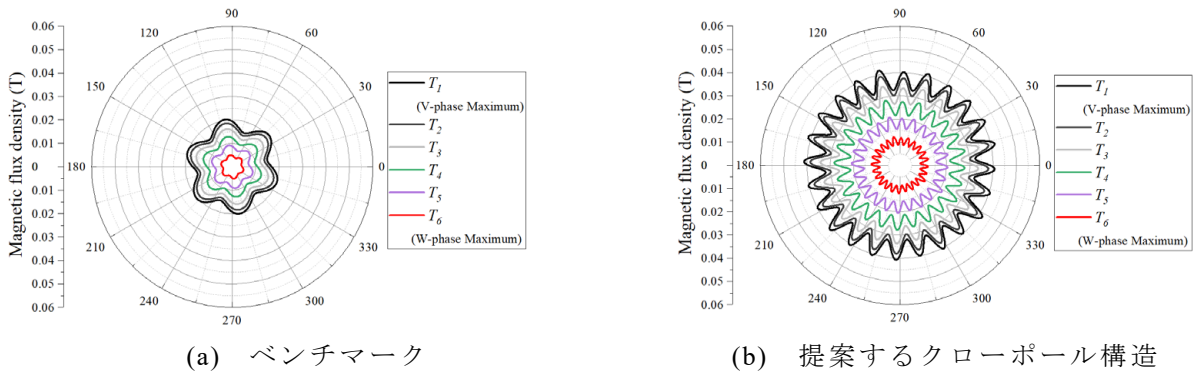 90
120
60
150
30
180
0
210
330
240
300
270
0.06
0.05
0.04
0.03
0.02
0.01
0
0.01
0.02
0.03
0.04
0.05
0.06
Magnetic flux density (T)
T1
(V-phase Maximum)
T2
T3
T4
T5
T6
(W-phase Maximum)
(a) ベンチマーク
90
120
60
150
30
180
0
210
330
240
300
270
0.06
0.05
0.04
0.03
0.02
0.01
0
0.01
0.02
0.03
0.04
0.05
0.06
Magnetic flux density (T)
T1
(V-phase Maximum)
T2
T3
T4
T5
T6
(W-phase Maximum)
(b) 提案するクローポール構造